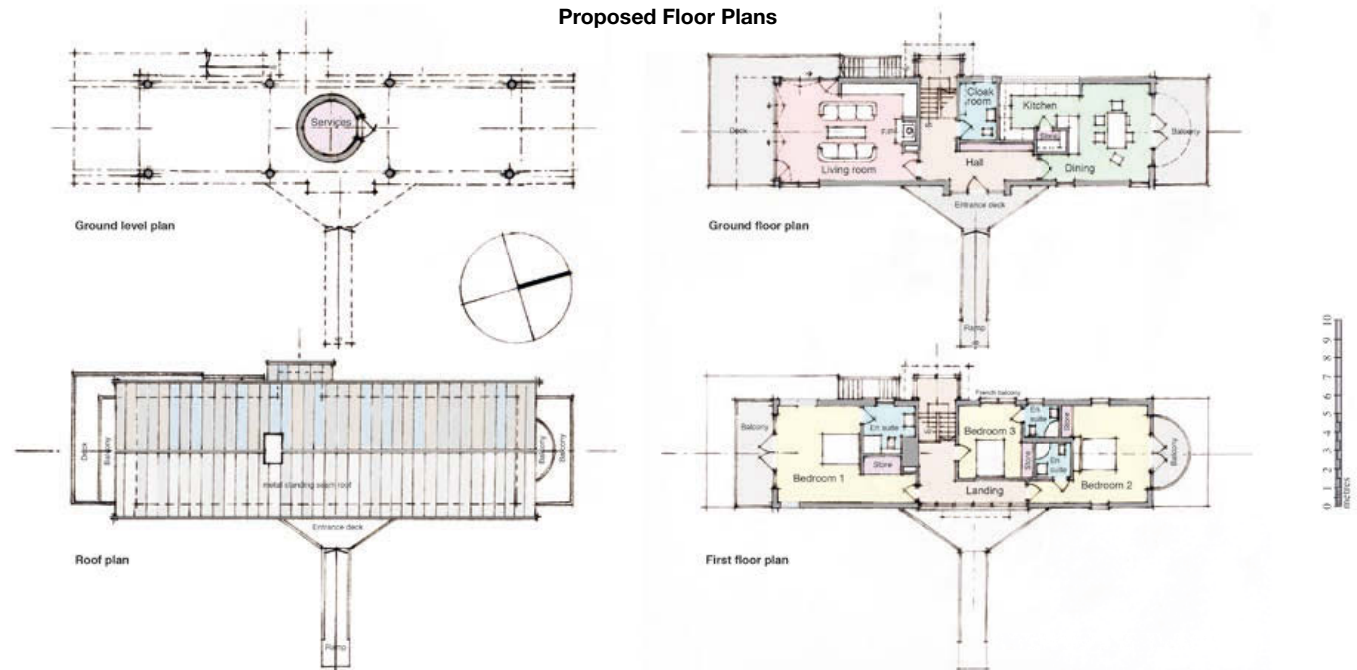 Proposed Floor Plans
Services
Ground level plan
Deck
Living room
Cloak
room
Kitchen
Store
Hall
Dining
Balcony
Entrance deck
Ground floor plan
Ramp
Deck
Balcony
metal standing seam roof
Balcony
Balcony
Entrance deck
Roof plan
Ramp
French balcony
Balcony
En suite
Store
Bedroom 1
Bedroom 3
En
suite
Store
Store
En
suite
Bedroom 2
Balcony
Landing
First floor plan
0 1 2 3 4 5 6 7 8 9 10
metres